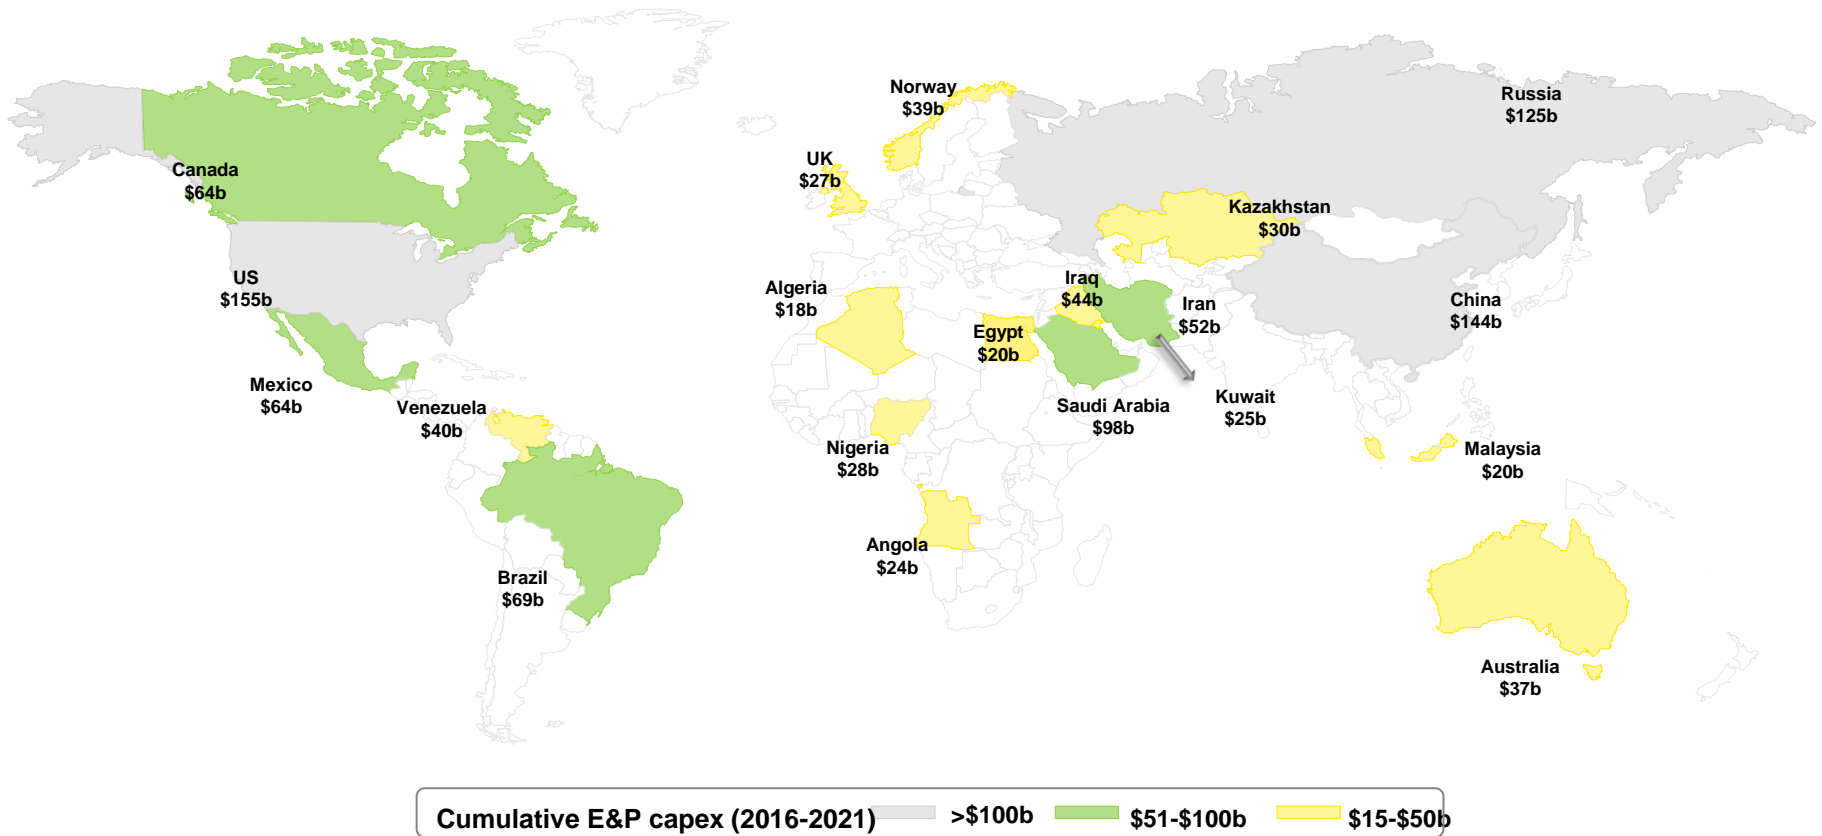 Norway
$39b
Russia
$125b
UK
$27b
Canada
$64b
Kazakhstan
$30b
US
$155b
Algeria
$18b
Iraq
$44b
Iran
$52b
China
$144b
Egypt
$20b
Mexico
$64b
Venezuela
$40b
Saudi Arabia
$98b
Kuwait
$25b
Nigeria
$28b
Malaysia
$20b
Angola
$24b
Brazil
$69b
Australia
$37b
Cumulative E&P capex (2016-2021) >$100b $51-$100b $15-$50b